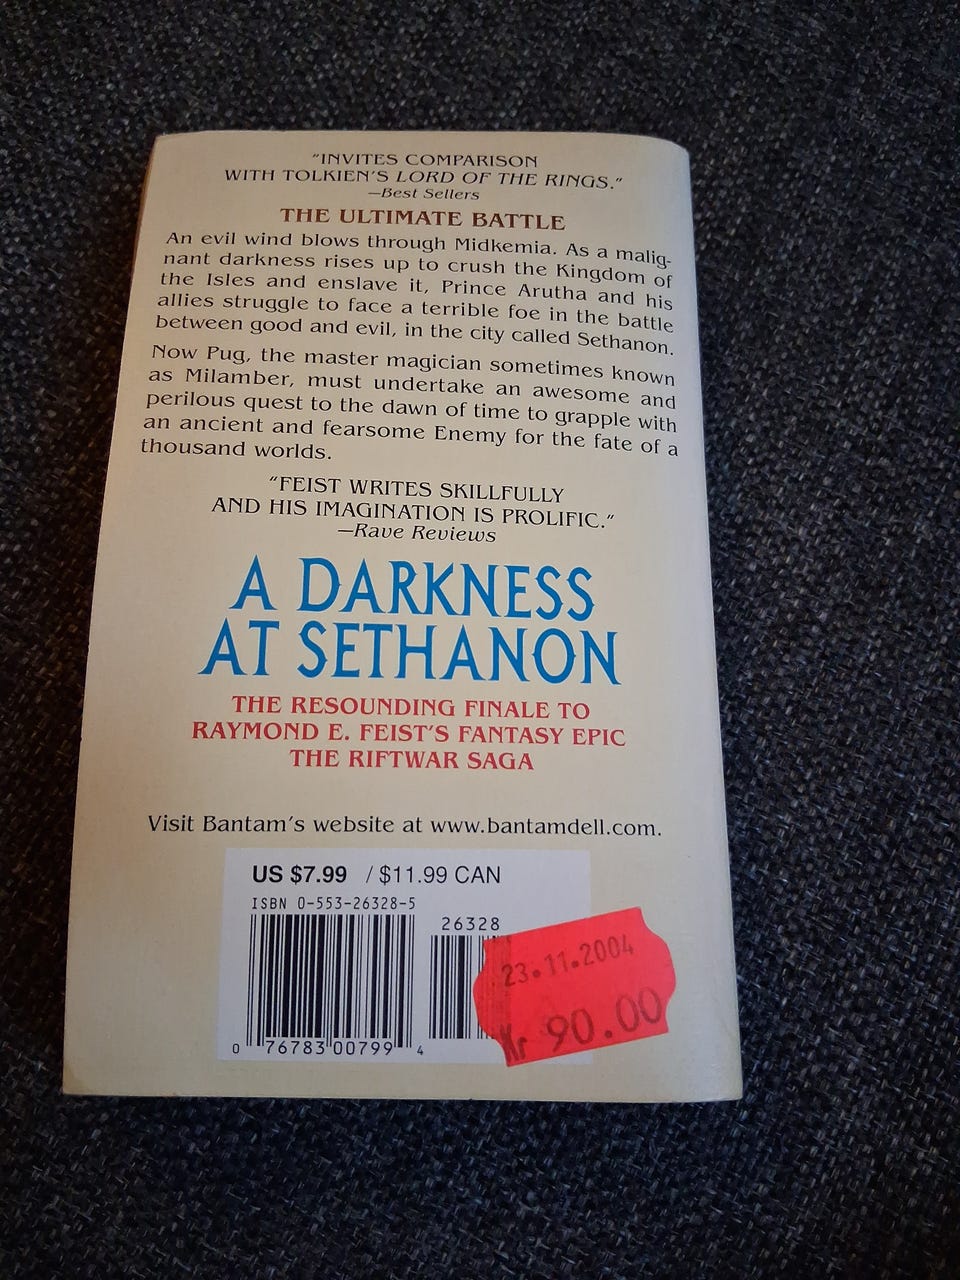 "INVITES COMPARISON
WITH TOLKIEN'S LORD OF THE RINGS."
—Best Sellers
THE ULTIMATE BATTLE
An evil wind blows through Midkemia. As a malig-
nant darkness rises up to crush the Kingdom of
the Isles and enslave it, Prince Arutha and his
allies struggle to face a terrible foe in the battle
between good and evil, in the city called Sethanon.
Now Pug, the master magician sometimes known
as Milamber, must undertake an awesome and
perilous quest to the dawn of time to grapple with
an ancient and fearsome Enemy for the fate of a
thousand worlds.
"FEIST WRITES SKILLFULLY
AND HIS IMAGINATION IS PROLIFIC."
—Rave Reviews
A DARKNESS
AT SETHANON
THE RESOUNDING FINALE TO
RAYMOND E. FEIST'S FANTASY EPIC
THE RIFTWAR SAGA
Visit Bantam's website at www.bantamdell.com.
US $7.99 / $11.99 CAN
ISBN 0-553-26328-5
26328
23.11.2004
Kr 90.00
0 76783 00799 4